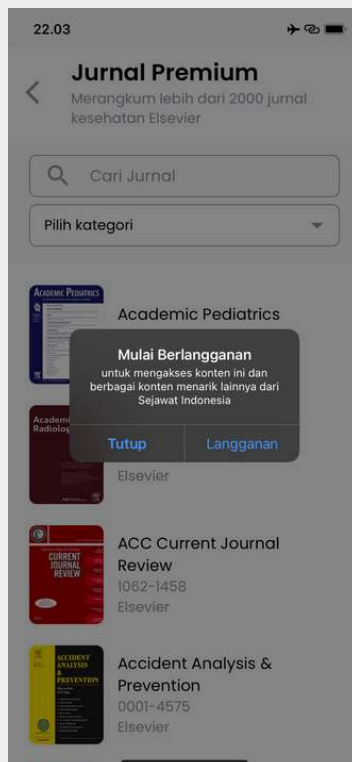 22.03
Jurnal Premium
Merangkum lebih dari 2000 jurnal
kesehatan Elsevier
Cari Jurnal
Pilih kategori
ACADEMIC PEDIATRICS
Academic Pediatrics
Mulai Berlangganan
untuk mengakses konten ini dan
berbagai konten menarik lainnya dari
Sejawat Indonesia
Tutup
Langganan
Elsevier
CURRENT
JOURNAL
REVIEW
ACC Current Journal
Review
1062-1458
Elsevier
ACCIDENT
ANALYSIS
&
PREVENTION
Accident Analysis &
Prevention
0001-4575
Elsevier